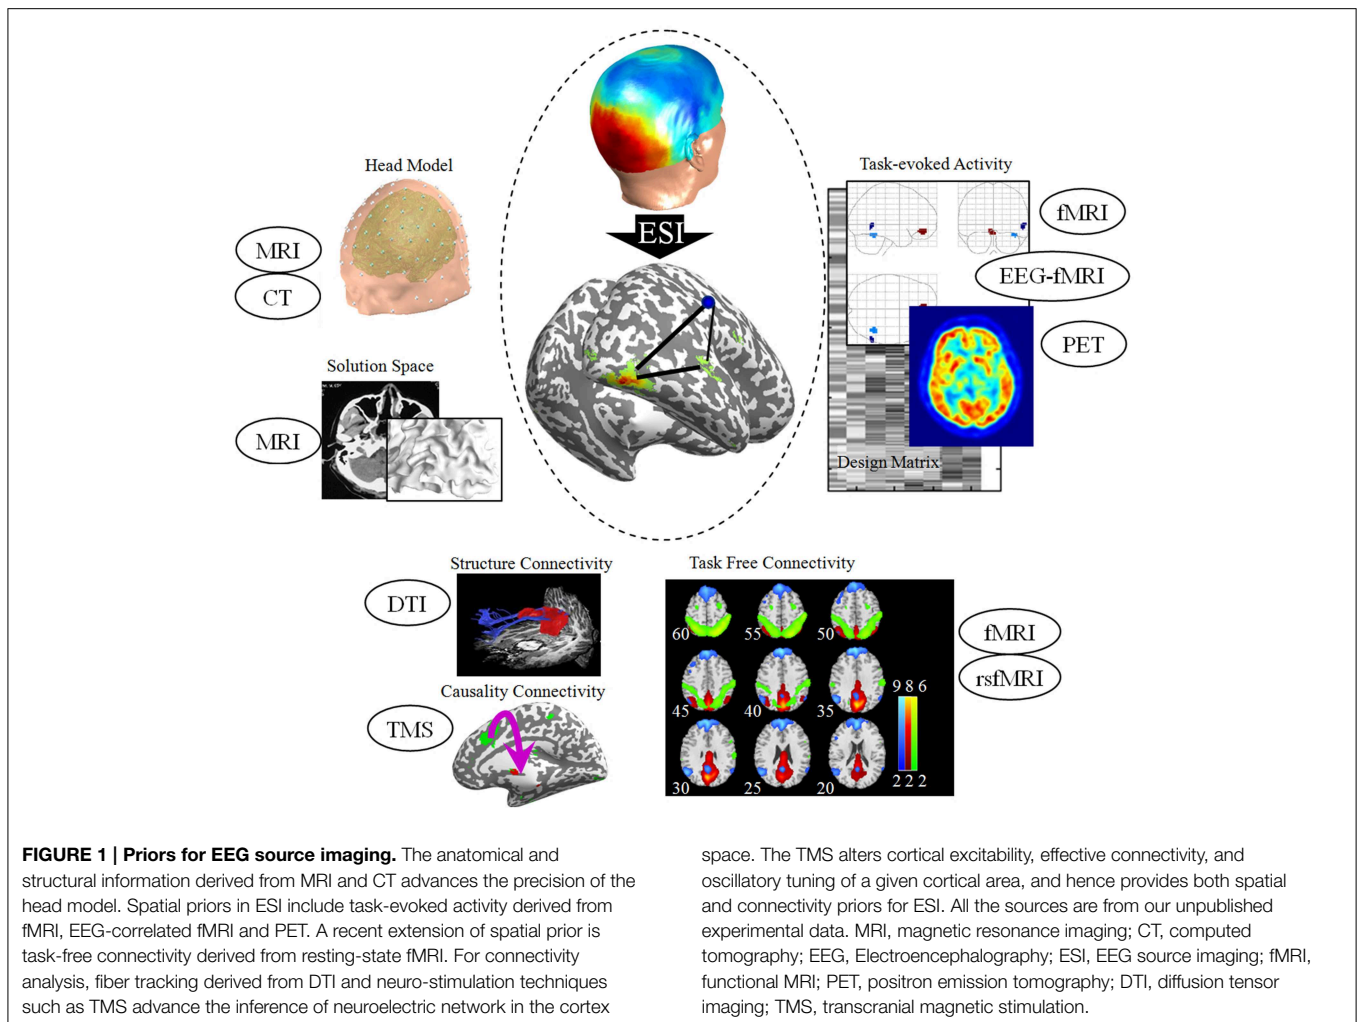 Head Model
MRI
CT
Solution Space
MRI
ESI
Task-evoked Activity
fMRI
EEG-fMRI
PET
Design Matrix
Structure Connectivity
DTI
Causality Connectivity
TMS
Task Free Connectivity
60 55 50
45 40 35
30 25 20
9 8 6
2 2 2
fMRI
rsfMRI
FIGURE 1 | Priors for EEG source imaging. The anatomical and
structural information derived from MRI and CT advances the precision of the
head model. Spatial priors in ESI include task-evoked activity derived from
fMRI, EEG-correlated fMRI and PET. A recent extension of spatial prior is
task-free connectivity derived from resting-state fMRI. For connectivity
analysis, fiber tracking derived from DTI and neuro-stimulation techniques
such as TMS advance the inference of neuroelectric network in the cortex
space. The TMS alters cortical excitability, effective connectivity, and
oscillatory tuning of a given cortical area, and hence provides both spatial
and connectivity priors for ESI. All the sources are from our unpublished
experimental data. MRI, magnetic resonance imaging; CT, computed
tomography; EEG, Electroencephalography; ESI, EEG source imaging; fMRI,
functional MRI; PET, positron emission tomography; DTI, diffusion tensor
imaging; TMS, transcranial magnetic stimulation.